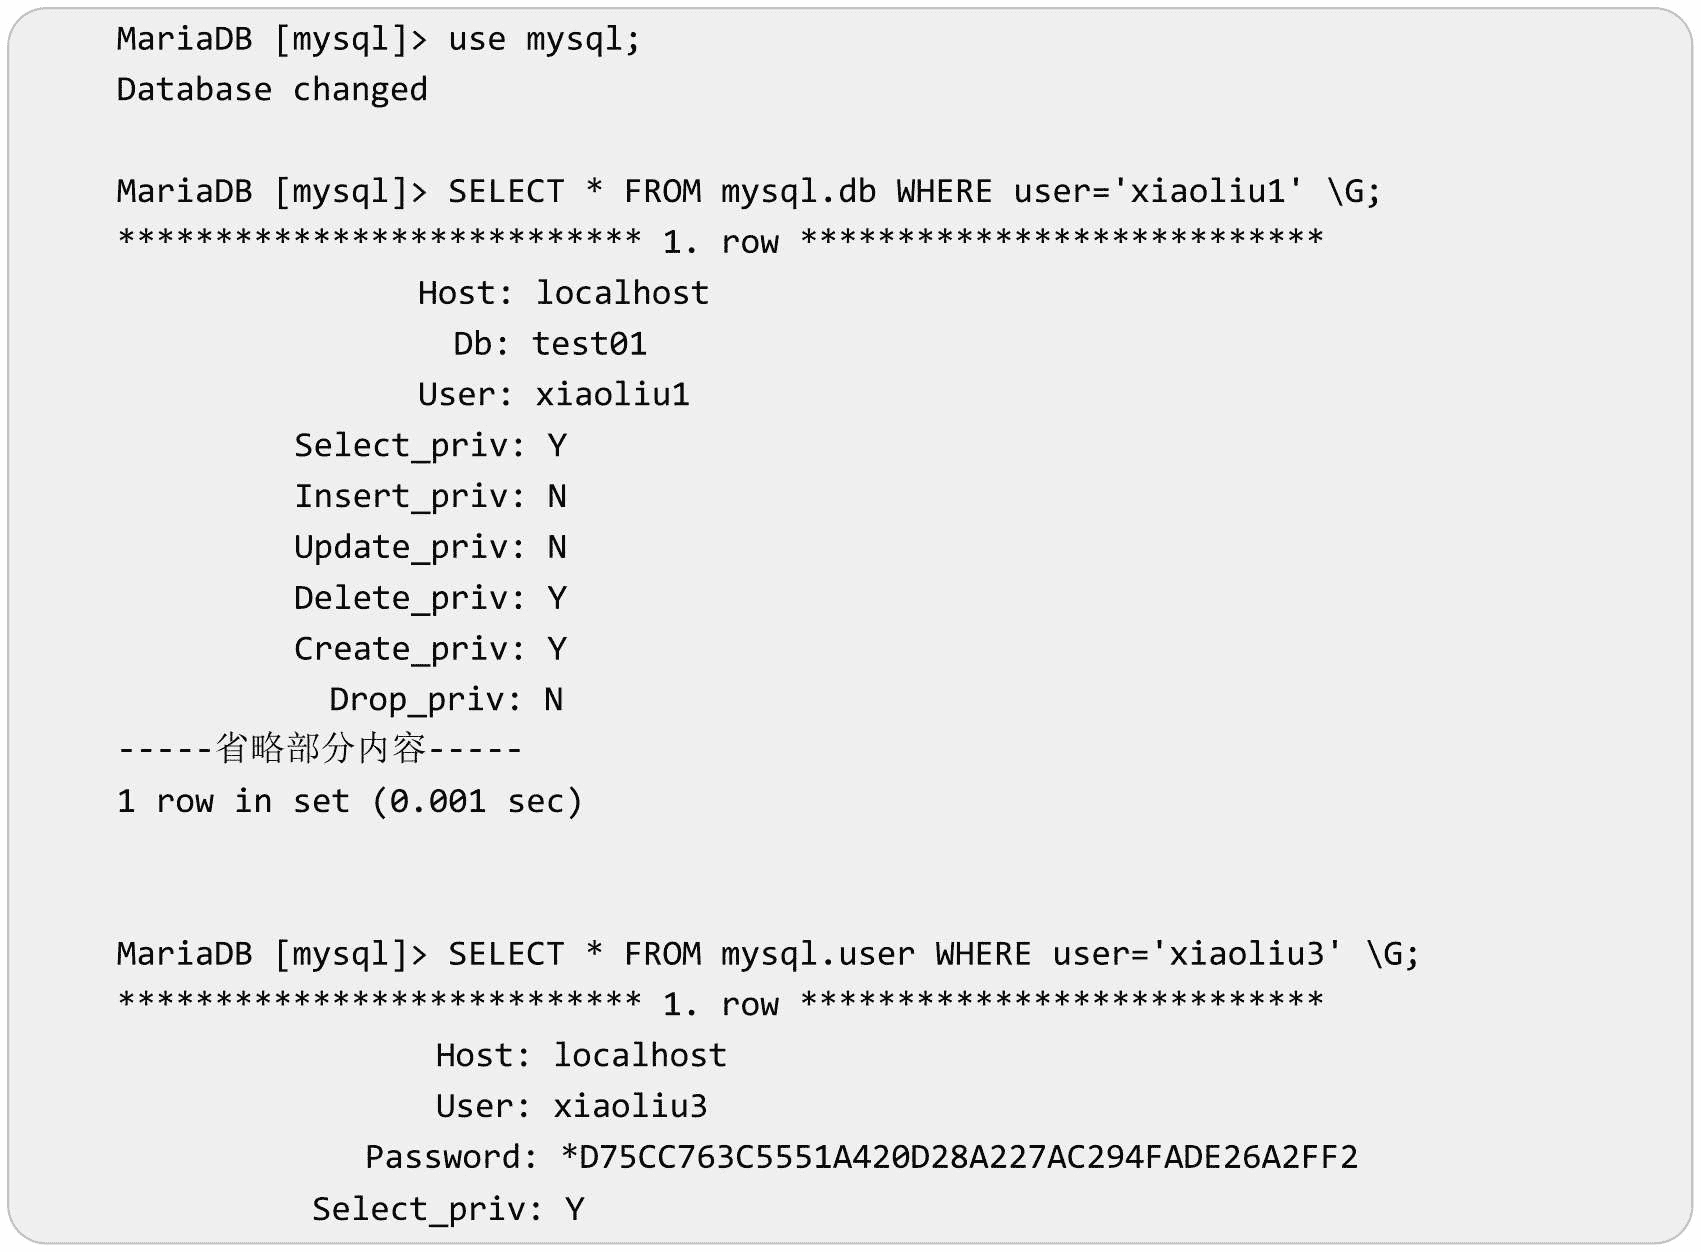 MariaDB [mysql]> use mysql;
Database changed
MariaDB [mysql]> SELECT * FROM mysql.db WHERE user='xiaoliu1' \G;
*************************** 1. row ***************************
Host: localhost
Db: test01
User: xiaoliu1
Select_priv: Y
Insert_priv: N
Update_priv: N
Delete_priv: Y
Create_priv: Y
Drop_priv: N
-----省略部分内容-----
1 row in set (0.001 sec)
MariaDB [mysql]> SELECT * FROM mysql.user WHERE user='xiaoliu3' \G;
*************************** 1. row ***************************
Host: localhost
User: xiaoliu3
Password: *D75CC763C5551A420D28A227AC294FADE26A2FF2
Select_priv: Y